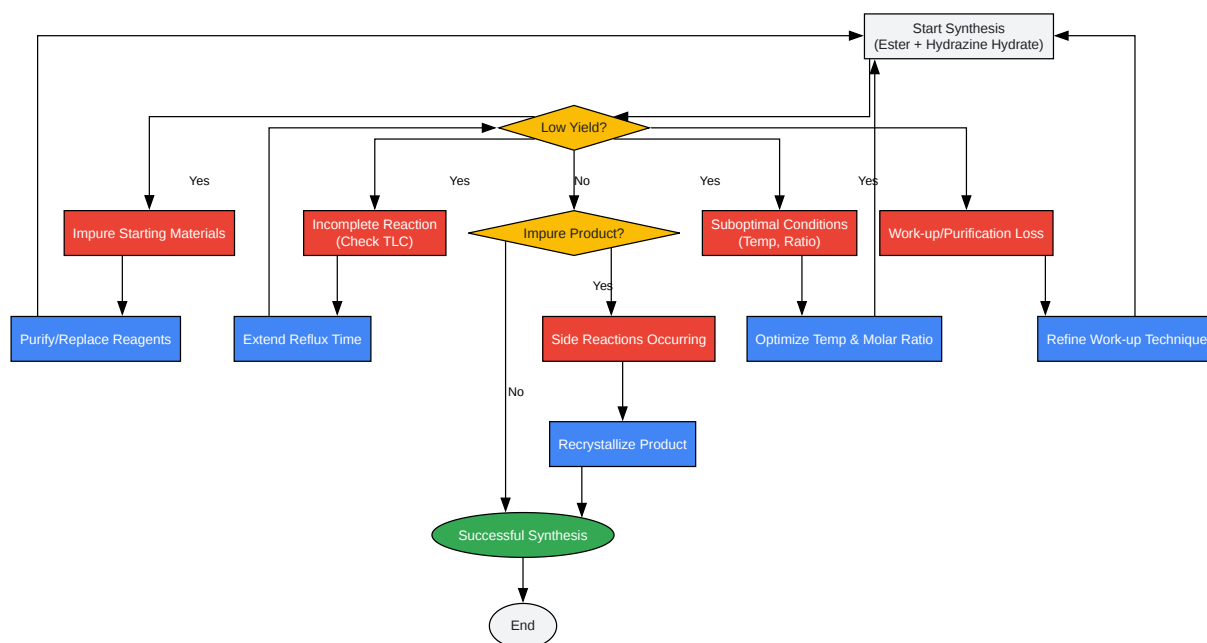 Start Synthesis
(Ester + Hydrazine Hydrate)
Low Yield?
Yes
Yes
No
Yes
Yes
Impure Starting Materials
Incomplete Reaction
(Check TLC)
Impure Product?
Suboptimal Conditions
(Temp, Ratio)
Work-up/Purification Loss
Yes
Purify/Replace Reagents
Extend Reflux Time
Side Reactions Occurring
Optimize Temp & Molar Ratio
Refine Work-up Technique
No
Recrystallize Product
Successful Synthesis
End